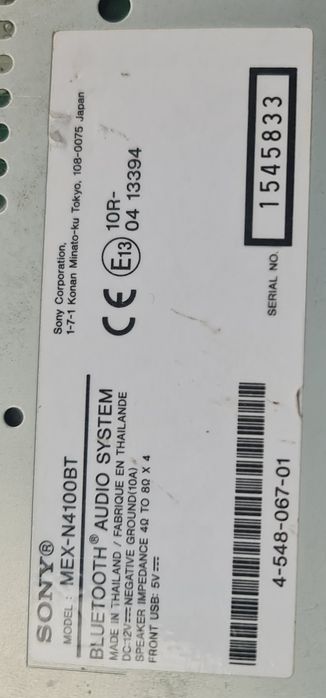 SONY®
MODEL : MEX-N4100BT
Sony Corporation,
1-7-1 Konan Minato-ku Tokyo, 108-0075 Japan
BLUETOOTH® AUDIO SYSTEM
MADE IN THAILAND / FABRIQUE EN THAILANDE
DC:12V⎓NEGATIVE GROUND(10A)
SPEAKER IMPEDANCE 4Ω TO 8Ω X 4
FRONT USB: 5V ⎓
CE E13 10R-
04 13394
4-548-067-01
SERIAL NO. 1545833